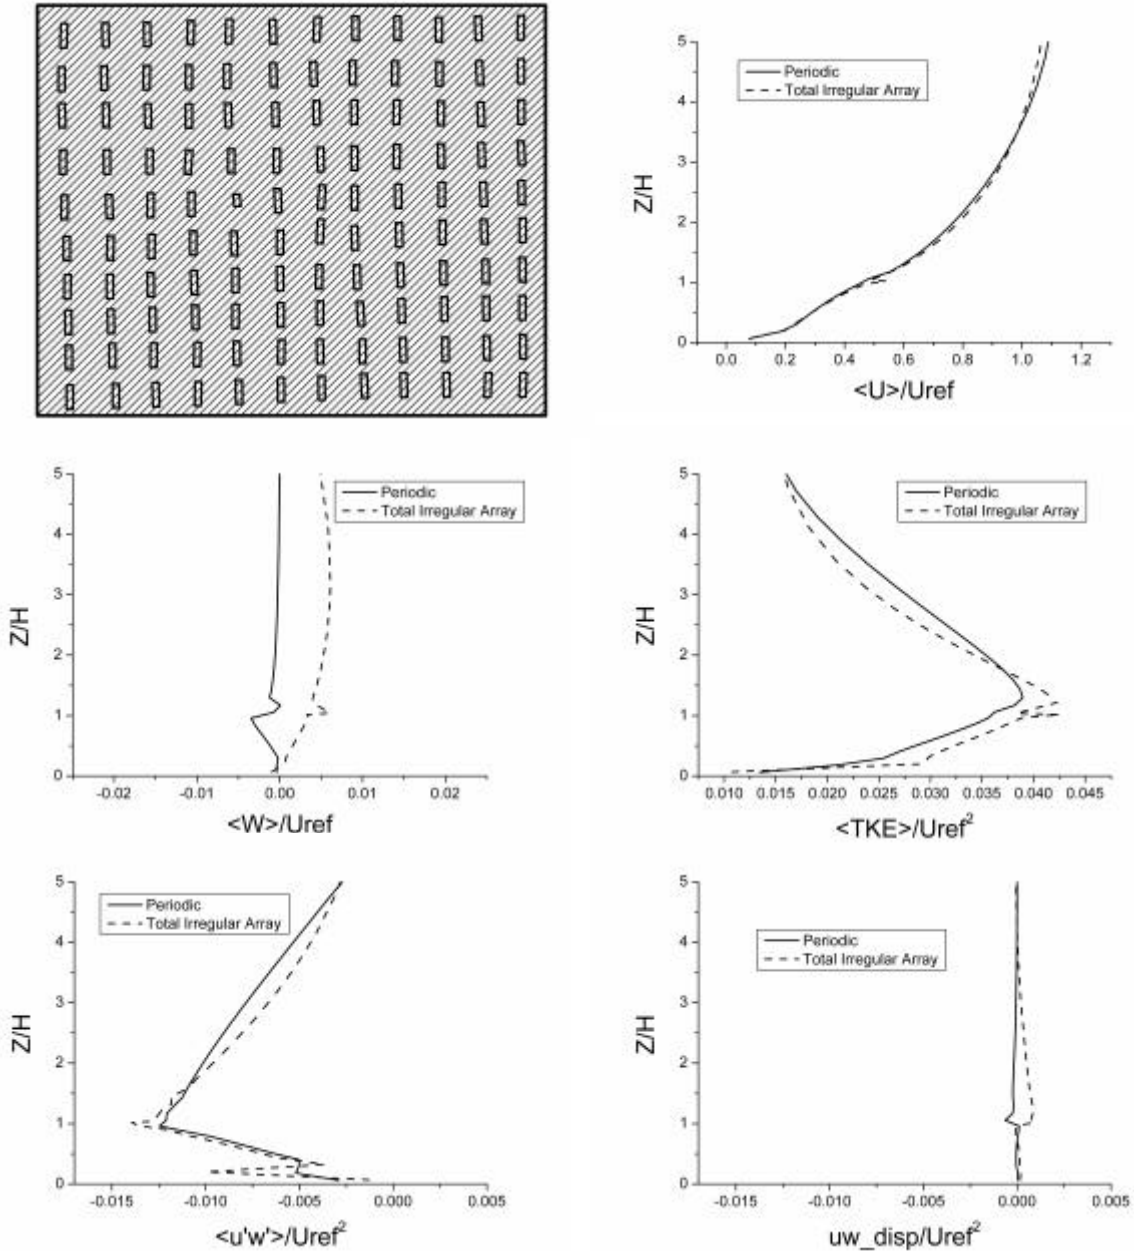 5
4
3
2
1
0
Z/H
Periodic
Total Irregular Array
0.0 0.2 0.4 0.6 0.8 1.0 1.2
<U>/Uref
5
4
3
2
1
0
Z/H
Periodic
Total Irregular Array
-0.02 -0.01 0.00 0.01 0.02
<W>/Uref
5
4
3
2
1
0
Z/H
Periodic
Total Irregular Array
0.010 0.015 0.020 0.025 0.030 0.035 0.040 0.045
<TKE>/Uref²
5
4
3
2
1
0
Z/H
Periodic
Total Irregular Array
-0.015 -0.010 -0.005 0.000 0.005
<u'w'>/Uref²
5
4
3
2
1
0
Z/H
Periodic
Total Irregular Array
-0.015 -0.010 -0.005 0.000 0.005
uw_disp/Uref²